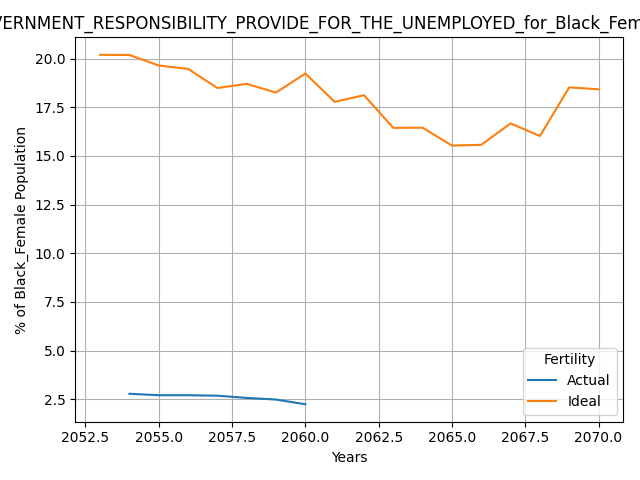 VERNMENT_RESPONSIBILITY_PROVIDE_FOR_THE_UNEMPLOYED_for_Black_Fem
% of Black_Female Population
20.0
17.5
15.0
12.5
10.0
7.5
5.0
2.5
Fertility
Actual
Ideal
2052.5 2055.0 2057.5 2060.0 2062.5 2065.0 2067.5 2070.0
Years